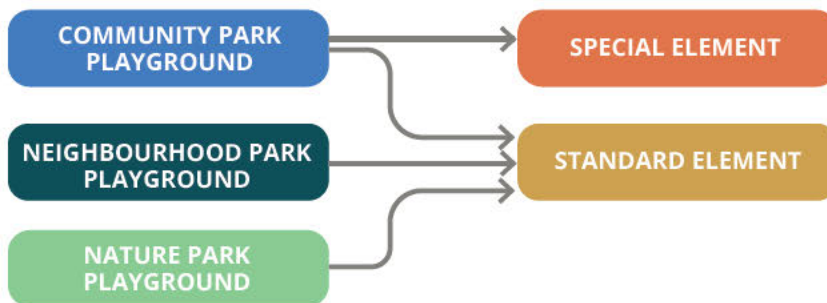 COMMUNITY PARK
PLAYGROUND
SPECIAL ELEMENT
NEIGHBOURHOOD PARK
PLAYGROUND
STANDARD ELEMENT
NATURE PARK
PLAYGROUND